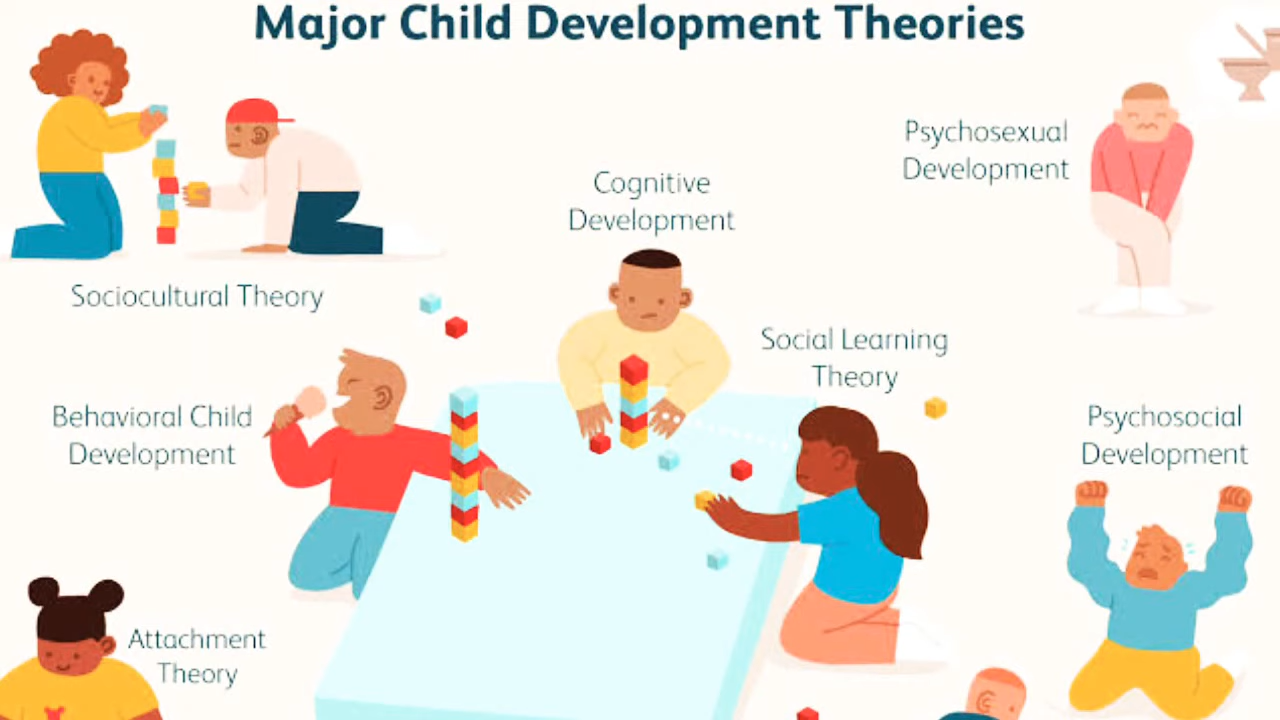 Major Child Development Theories
Psychosexual
Development
Cognitive
Development
Sociocultural Theory
Social Learning
Theory
Behavioral Child
Development
Psychosocial
Development
Attachment
Theory